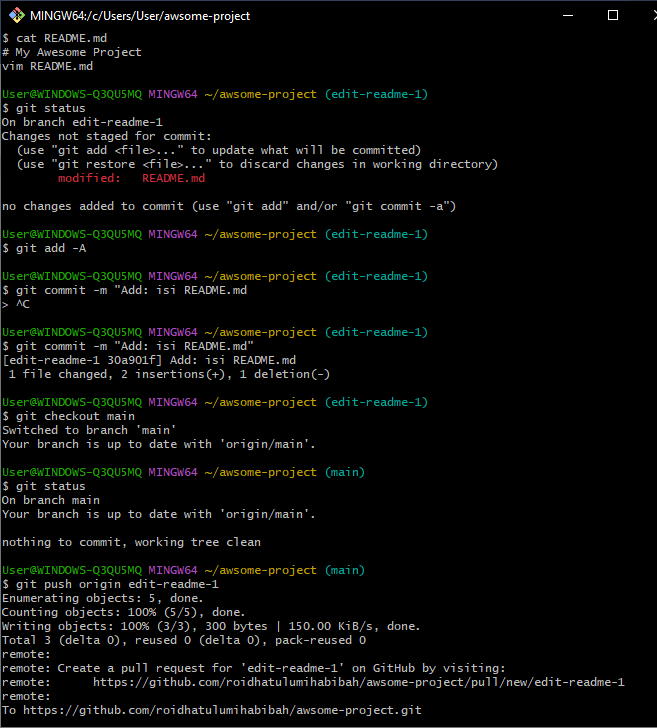 MINGW64:/c/Users/User/awsome-project
$ cat README.md
# My Awesome Project
vim README.md
User@WINDOWS-Q3QU5MQ MINGW64 ~/awsome-project (edit-readme-1)
$ git status
On branch edit-readme-1
Changes not staged for commit:
  (use "git add <file>..." to update what will be committed)
  (use "git restore <file>..." to discard changes in working directory)
        modified:   README.md
no changes added to commit (use "git add" and/or "git commit -a")
User@WINDOWS-Q3QU5MQ MINGW64 ~/awsome-project (edit-readme-1)
$ git add -A
User@WINDOWS-Q3QU5MQ MINGW64 ~/awsome-project (edit-readme-1)
$ git commit -m "Add: isi README.md
> ^C
User@WINDOWS-Q3QU5MQ MINGW64 ~/awsome-project (edit-readme-1)
$ git commit -m "Add: isi README.md"
[edit-readme-1 30a901f] Add: isi README.md
 1 file changed, 2 insertions(+), 1 deletion(-)
User@WINDOWS-Q3QU5MQ MINGW64 ~/awsome-project (edit-readme-1)
$ git checkout main
Switched to branch 'main'
Your branch is up to date with 'origin/main'.
User@WINDOWS-Q3QU5MQ MINGW64 ~/awsome-project (main)
$ git status
On branch main
Your branch is up to date with 'origin/main'.
nothing to commit, working tree clean
User@WINDOWS-Q3QU5MQ MINGW64 ~/awsome-project (main)
$ git push origin edit-readme-1
Enumerating objects: 5, done.
Counting objects: 100% (5/5), done.
Writing objects: 100% (3/3), 300 bytes | 150.00 KiB/s, done.
Total 3 (delta 0), reused 0 (delta 0), pack-reused 0
remote:
remote: Create a pull request for 'edit-readme-1' on GitHub by visiting:
remote:      https://github.com/roidhatulumihabibah/awsome-project/pull/new/edit-readme-1
remote:
To https://github.com/roidhatulumihabibah/awsome-project.git